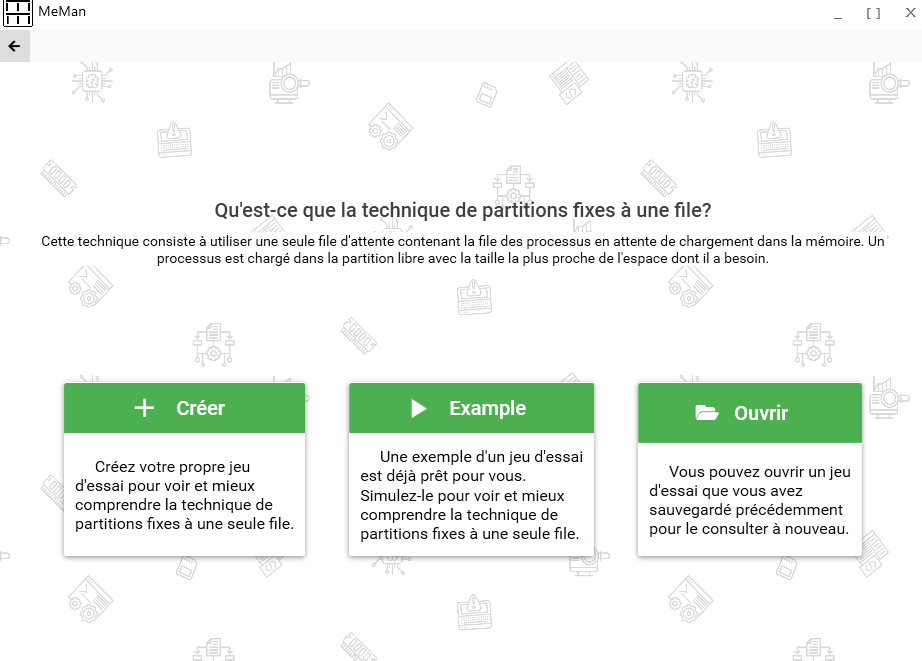 MeMan
Qu'est-ce que la technique de partitions fixes à une file?
Cette technique consiste à utiliser une seule file d'attente contenant la file des processus en attente de chargement dans la mémoire. Un
processus est chargé dans la partition libre avec la taille la plus proche de l'espace dont il a besoin.
Créer
Créez votre propre jeu
d'essai pour voir et mieux
comprendre la technique de
partitions fixes à une seule file.
Example
Une exemple d'un jeu d'essai
est déjà prêt pour vous.
Simulez-le pour voir et mieux
comprendre la technique de
partitions fixes à une seule file.
Ouvrir
Vous pouvez ouvrir un jeu
d'essai que vous avez
sauvegardé précédemment
pour le consulter à nouveau.